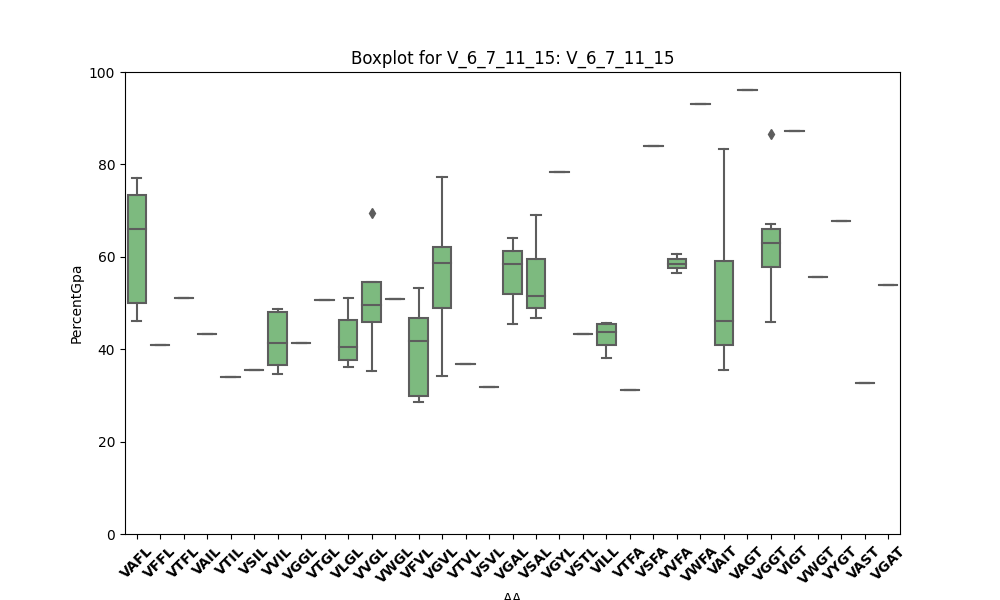 Boxplot for V_6_7_11_15: V_6_7_11_15
100
80
60
40
20
0
PercentGpa
VAFL VFFL VTFL VAIL VTIL VSIL VVIL VGGL VTGL VLGL VVGL VWGL VFVL VGVL VTVL VSVL VGAL VSAL VGYL VSTL VILL VTFA VSFA VVFA VWFA VAIT VAGT VGGT VIGT VWGT VYGT VAST VGAT
AA